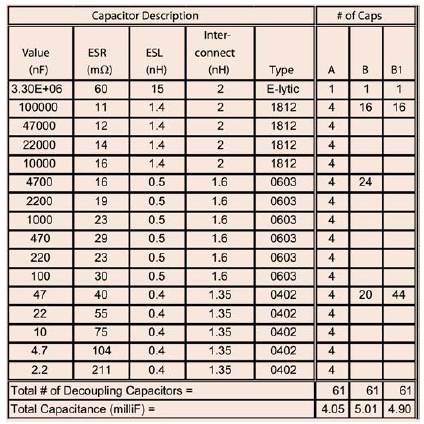 Capacitor Description # of Caps
Value (nF) ESR (mΩ) ESL (nH) Inter-connect (nH) Type A B B1
3.30E+06 60 15 2 E-lytic 1 1 1
100000 11 1.4 2 1812 4 16 16
47000 12 1.4 2 1812 4
22000 14 1.4 2 1812 4
10000 16 1.4 2 1812 4
4700 16 0.5 1.6 0603 4 24
2200 19 0.5 1.6 0603 4
1000 23 0.5 1.6 0603 4
470 29 0.5 1.6 0603 4
220 23 0.5 1.6 0603 4
100 30 0.5 1.6 0603 4
47 40 0.4 1.35 0402 4 20 44
22 55 0.4 1.35 0402 4
10 75 0.4 1.35 0402 4
4.7 104 0.4 1.35 0402 4
2.2 211 0.4 1.35 0402 4
Total # of Decoupling Capacitors = 61 61 61
Total Capacitance (milliF) = 4.05 5.01 4.90